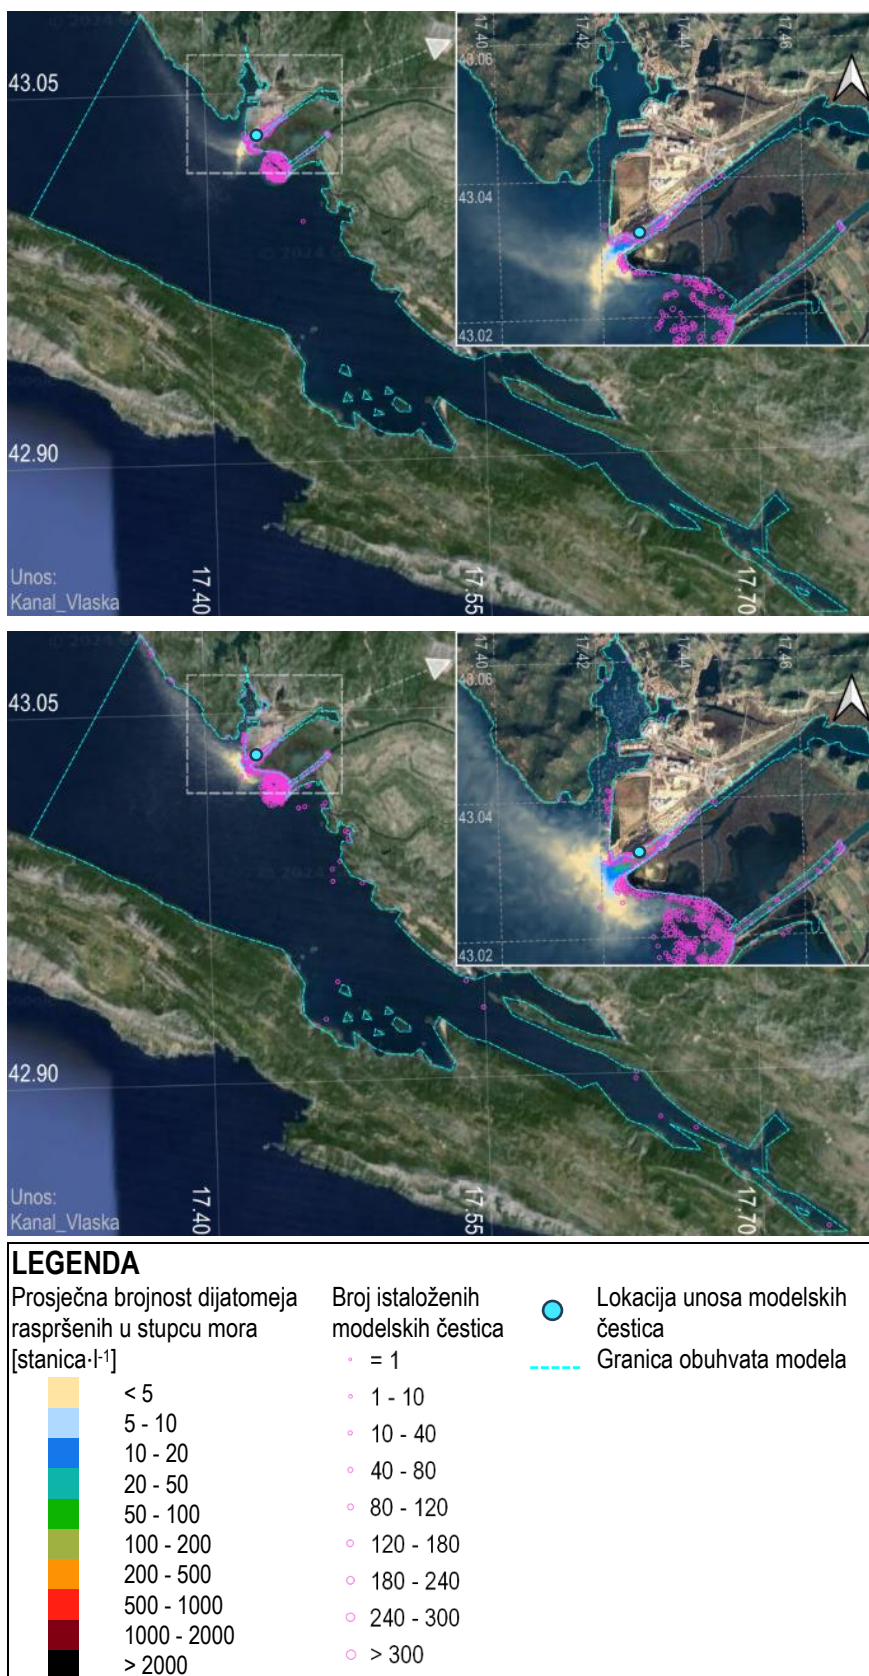 © 2024
17.40
17.42
17.44
17.46
43.06
43.05
43.04
© 2024
43.02
42.90
Unos:
Kanal_Vlaska
17.40
17.55
17.70
© 2024
17.40
17.42
17.44
17.46
43.06
43.05
43.04
© 2024
43.02
42.90
Unos:
Kanal_Vlaska
17.40
17.55
17.70
LEGENDA
Prosječna brojnost dijatomeja
raspršenih u stupcu mora
[stanica·l-1]
< 5
5 - 10
10 - 20
20 - 50
50 - 100
100 - 200
200 - 500
500 - 1000
1000 - 2000
> 2000
Broj istaloženih
modelskih čestica
= 1
1 - 10
10 - 40
40 - 80
80 - 120
120 - 180
180 - 240
240 - 300
> 300
Lokacija unosa modelskih
čestica
Granica obuhvata modela